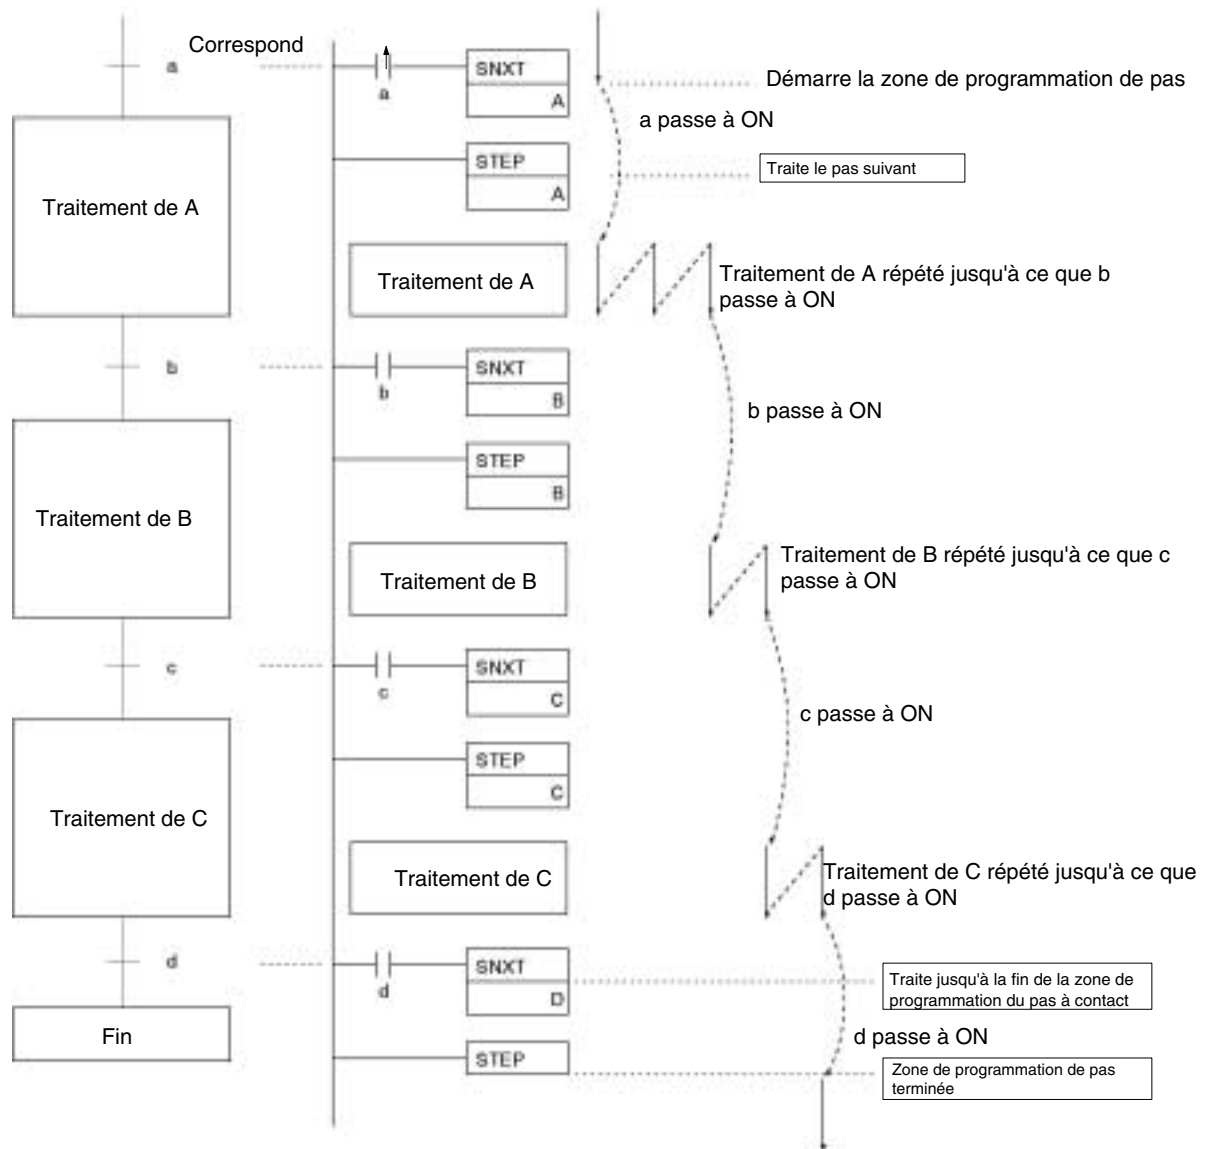 Correspond
a
a
SNXT
A
Démarre la zone de programmation de pas
a passe à ON
STEP
A
Traite le pas suivant
Traitement de A
Traitement de A
Traitement de A répété jusqu'à ce que b
passe à ON
b
b
SNXT
B
b passe à ON
STEP
B
Traitement de B
Traitement de B
Traitement de B répété jusqu'à ce que c
passe à ON
c
c
SNXT
C
c passe à ON
STEP
C
Traitement de C
Traitement de C
Traitement de C répété jusqu'à ce que
d passe à ON
d
d
SNXT
D
Traite jusqu'à la fin de la zone de
programmation du pas à contact
Fin
d passe à ON
STEP
Zone de programmation de pas
terminée